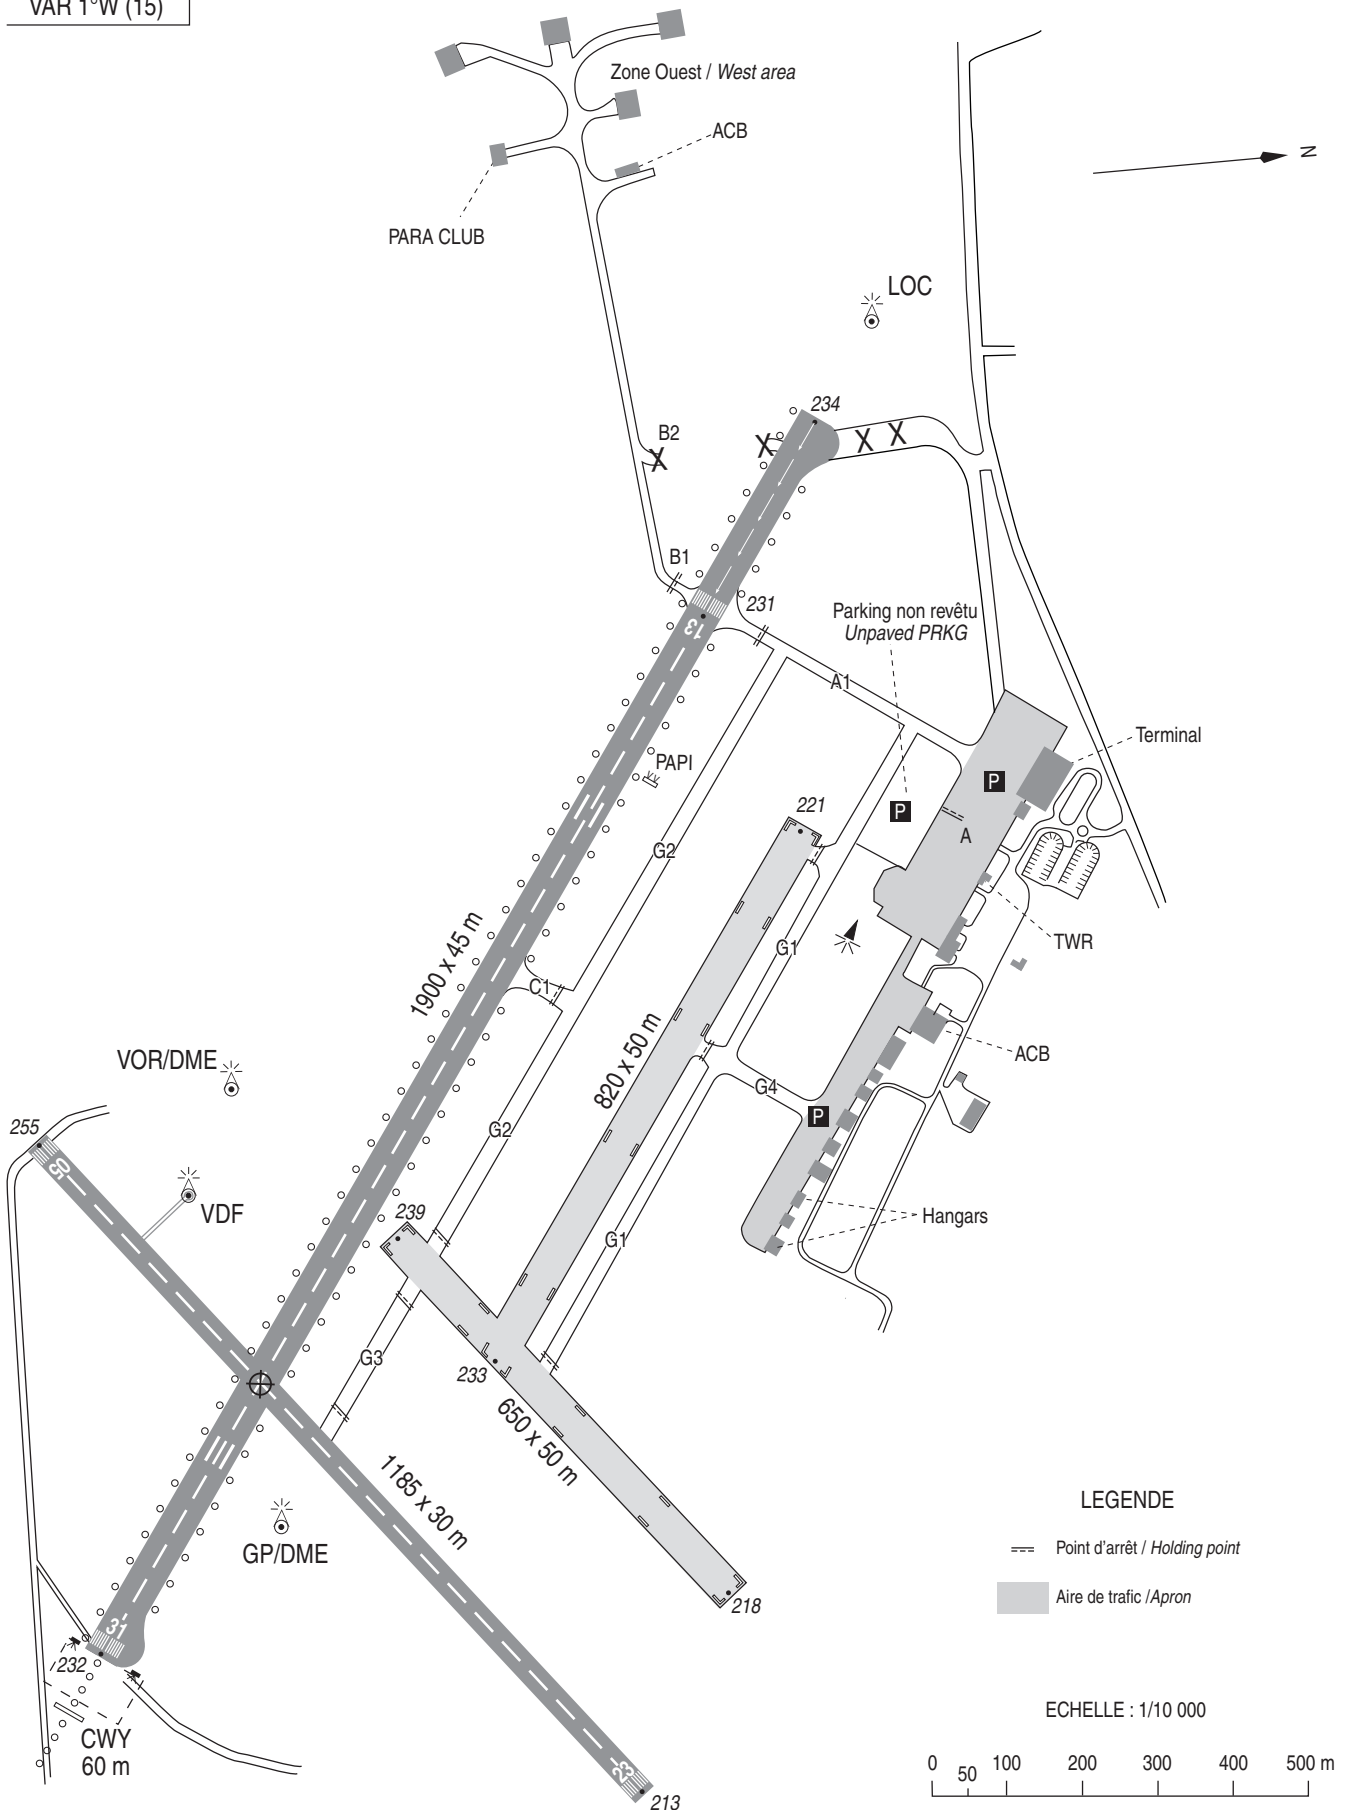 VAR 1°W (15)
Zone Ouest / West area
ACB
N
PARA CLUB
LOC
234
B2
X
X
X X
B1
231
13
Parking non revêtu
Unpaved PRKG
A1
Terminal
PAPI
P
P
221
A
G2
TWR
G1
1900 x 45 m
C1
820 x 50 m
ACB
VOR/DME
G4
P
255
G2
05
VDF
239
Hangars
G1
G3
233
650 x 50 m
1185 x 30 m
LEGENDE
GP/DME
Point d'arrêt / Holding point
Aire de trafic /Apron
218
31
232
ECHELLE : 1/10 000
CWY
60 m
0 50 100 200 300 400 500 m
23
213